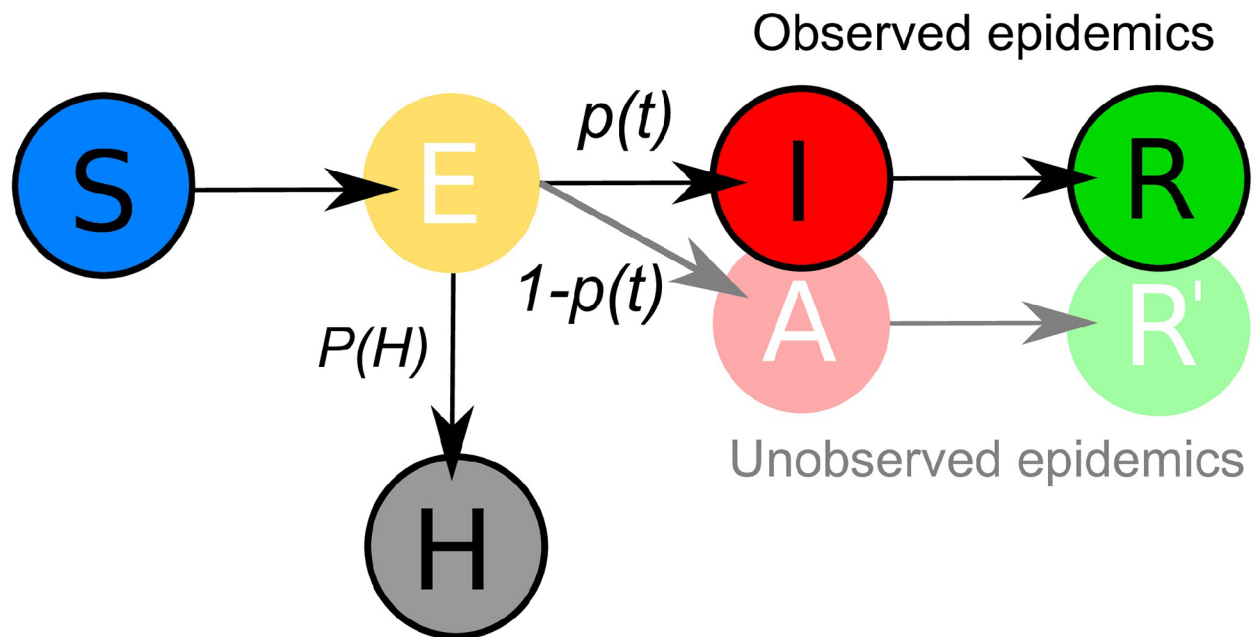 Observed epidemics
S
E
p(t)
I
R
1-p(t)
A
R'
P(H)
Unobserved epidemics
H